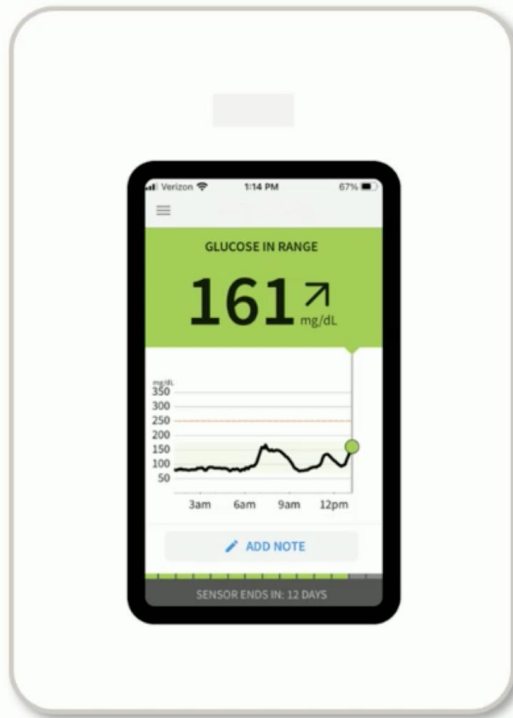 Verizon 1:14 PM 67%
GLUCOSE IN RANGE
161
mg/dL
mg/dL
350
300
250
200
150
100
50
3am 6am 9am 12pm
ADD NOTE
SENSOR ENDS IN: 12 DAYS